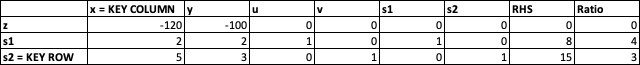 x = KEY COLUMN y u v s1 s2 RHS Ratio
z -120 -100 0 0 0 0 0 0
s1 2 2 1 0 1 0 8 4
s2 = KEY ROW 5 3 0 1 0 1 15 3